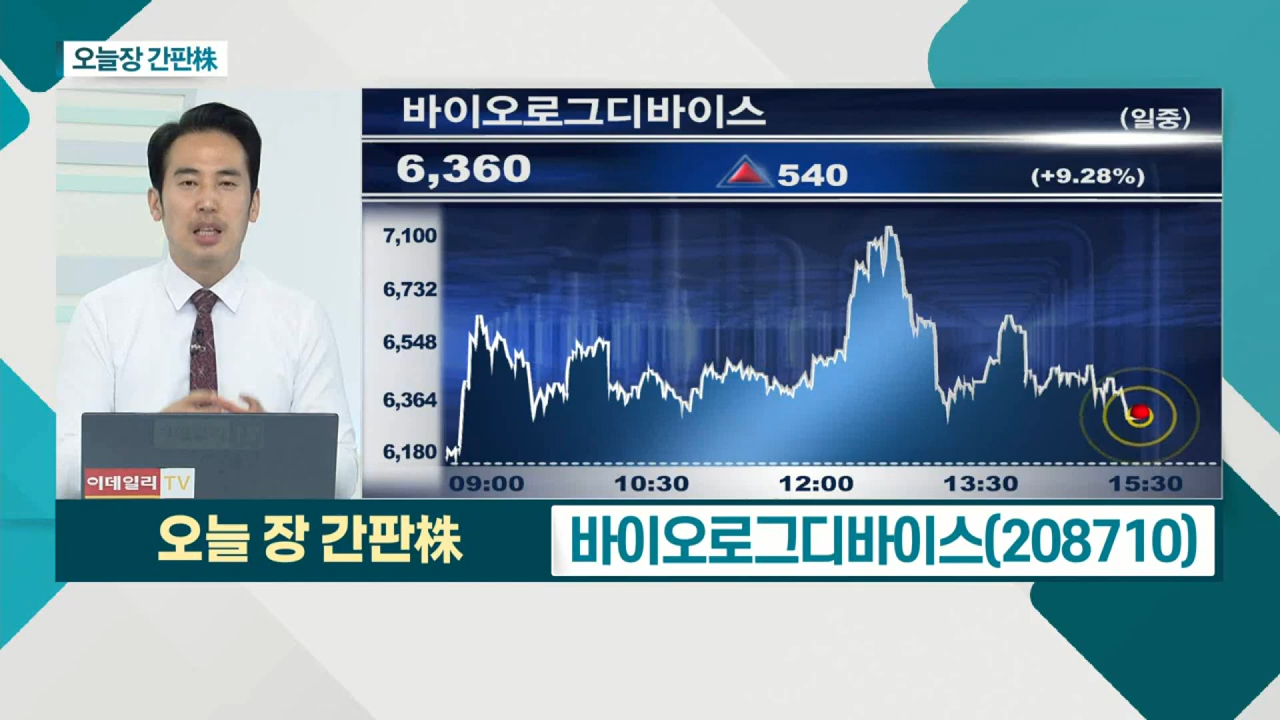 오늘장 간판株
바이오로그디바이스
(일중)
6,360 ▲ 540 (+9.28%)
7,100
6,732
6,548
6,364
6,180
09:00 10:30 12:00 13:30 15:30
이데일리 TV
오늘 장 간판株
바이오로그디바이스(208710)